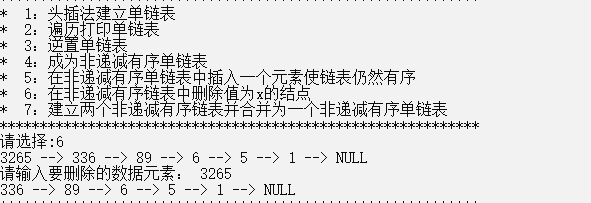 *  1: 头插法建立单链表
*  2: 遍历打印单链表
*  3: 逆置单链表
*  4: 成为非递减有序单链表
*  5: 在非递减有序单链表中插入一个元素使链表仍然有序
*  6: 在非递减有序链表中删除值为x的结点
*  7: 建立两个非递减有序链表并合并为一个非递减有序单链表
************************************************************
请选择:6
3265 --> 336 --> 89 --> 6 --> 5 --> 1 --> NULL
请输入要删除的数据元素： 3265
336 --> 89 --> 6 --> 5 --> 1 --> NULL